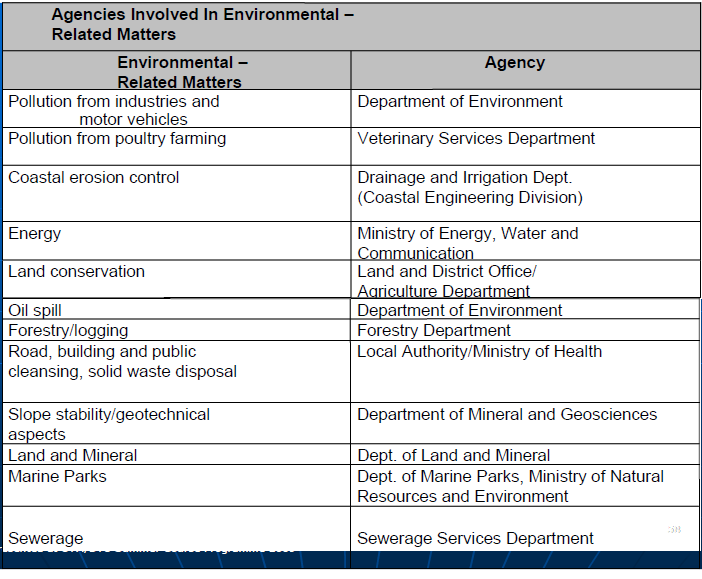 Agencies Involved In Environmental –
Related Matters
Environmental –
Related Matters
Agency
Pollution from industries and
motor vehicles
Department of Environment
Pollution from poultry farming
Veterinary Services Department
Coastal erosion control
Drainage and Irrigation Dept.
(Coastal Engineering Division)
Energy
Ministry of Energy, Water and
Communication
Land conservation
Land and District Office/
Agriculture Department
Oil spill
Department of Environment
Forestry/logging
Forestry Department
Road, building and public
cleansing, solid waste disposal
Local Authority/Ministry of Health
Slope stability/geotechnical
aspects
Department of Mineral and Geosciences
Land and Mineral
Dept. of Land and Mineral
Marine Parks
Dept. of Marine Parks, Ministry of Natural
Resources and Environment
38
Sewerage
Sewerage Services Department